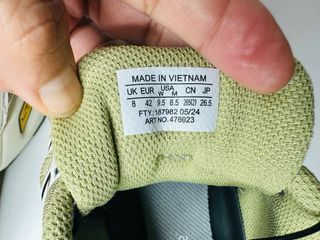 MADE IN VIETNAM
UK EUR USA W M CN JP
8 42 9.5 8.5 265(2) 26.5
FTY: 187982 05/24
ART NO. 476923